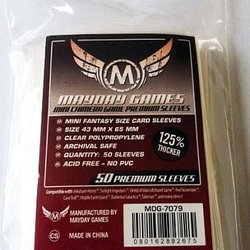 MAYDAY GAMES
MINI CHIMERA GAME PREMIUM SLEEVES
MINI FANTASY SIZE CARD SLEEVES
SIZE 43 MM X 65 MM
CLEAR POLYPROPYLENE
ARCHIVAL SAFE
QUANTITY: 50 SLEEVES
ACID FREE - NO PVC
125%
THICKER
50 PREMIUM SLEEVES
MANUFACTURED BY
MAYDAY GAMES
MADE IN CHINA
CS
MDG-7079
080162892675